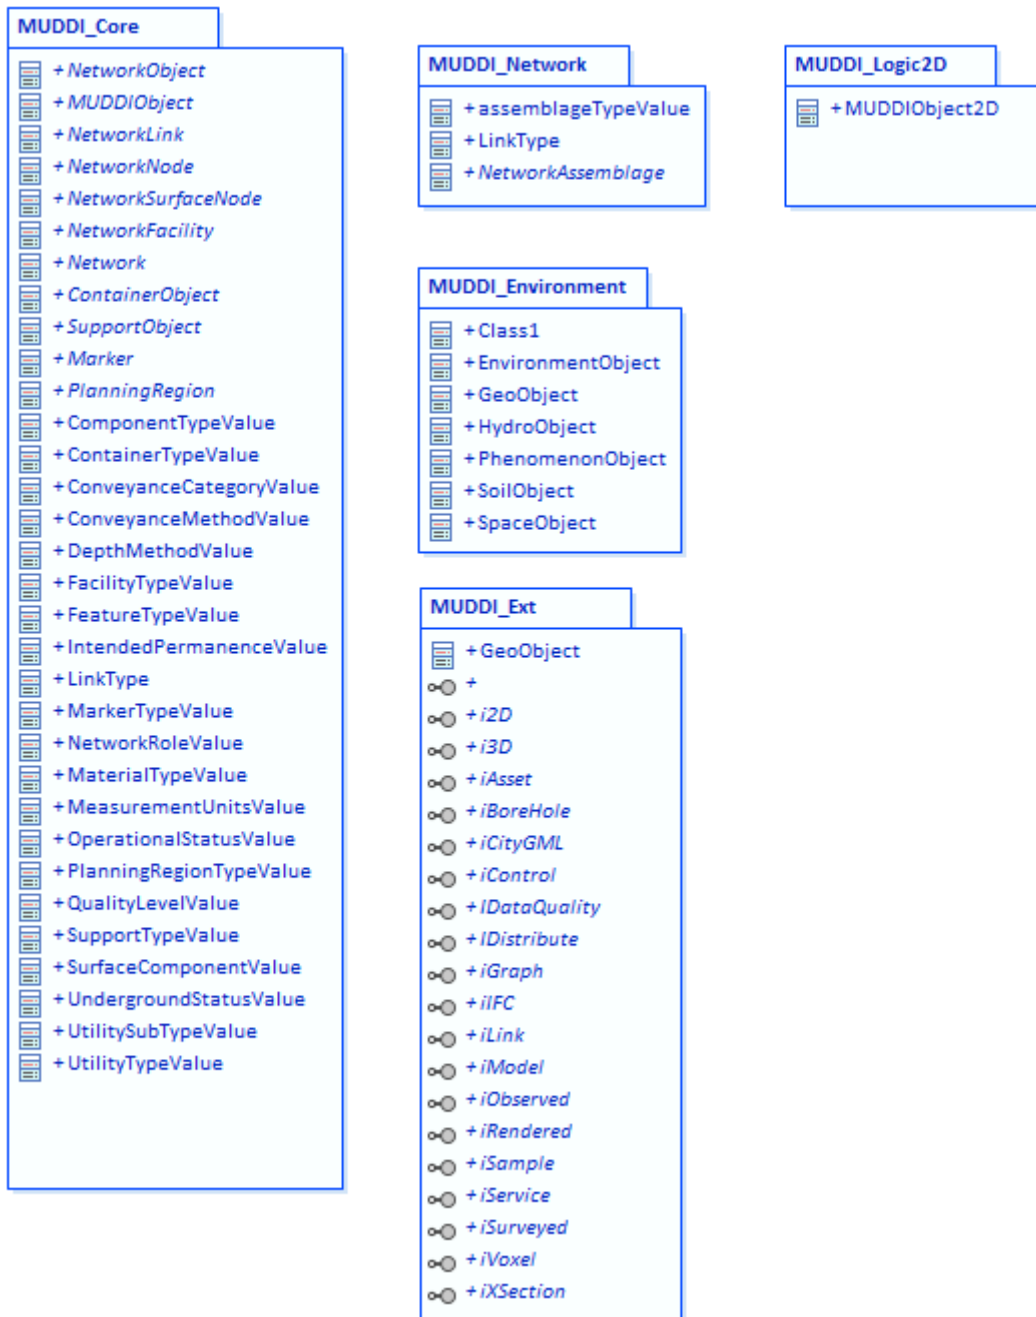 MUDDI_Core
+NetworkObject
+MUDDIObject
+NetworkLink
+NetworkNode
+NetworkSurfaceNode
+NetworkFacility
+Network
+ContainerObject
+SupportObject
+Marker
+PlanningRegion
+ComponentTypeValue
+ContainerTypeValue
+ConveyanceCategoryValue
+ConveyanceMethodValue
+DepthMethodValue
+FacilityTypeValue
+FeatureTypeValue
+IntendedPermanenceValue
+LinkType
+MarkerTypeValue
+NetworkRoleValue
+MaterialTypeValue
+MeasurementUnitsValue
+OperationalStatusValue
+PlanningRegionTypeValue
+QualityLevelValue
+SupportTypeValue
+SurfaceComponentValue
+UndergroundStatusValue
+UtilitySubTypeValue
+UtilityTypeValue
MUDDI_Network
+assemblageTypeValue
+LinkType
+NetworkAssemblage
MUDDI_Logic2D
+MUDDIObject2D
MUDDI_Environment
+Class1
+EnvironmentObject
+GeoObject
+HydroObject
+PhenomenonObject
+SoilObject
+SpaceObject
MUDDI_Ext
+GeoObject
+
+i2D
+i3D
+iAsset
+iBoreHole
+iCityGML
+iControl
+IDataQuality
+IDistribute
+iGraph
+iIFC
+iLink
+iModel
+iObserved
+iRendered
+iSample
+iService
+iSurveyed
+iVoxel
+iXSection